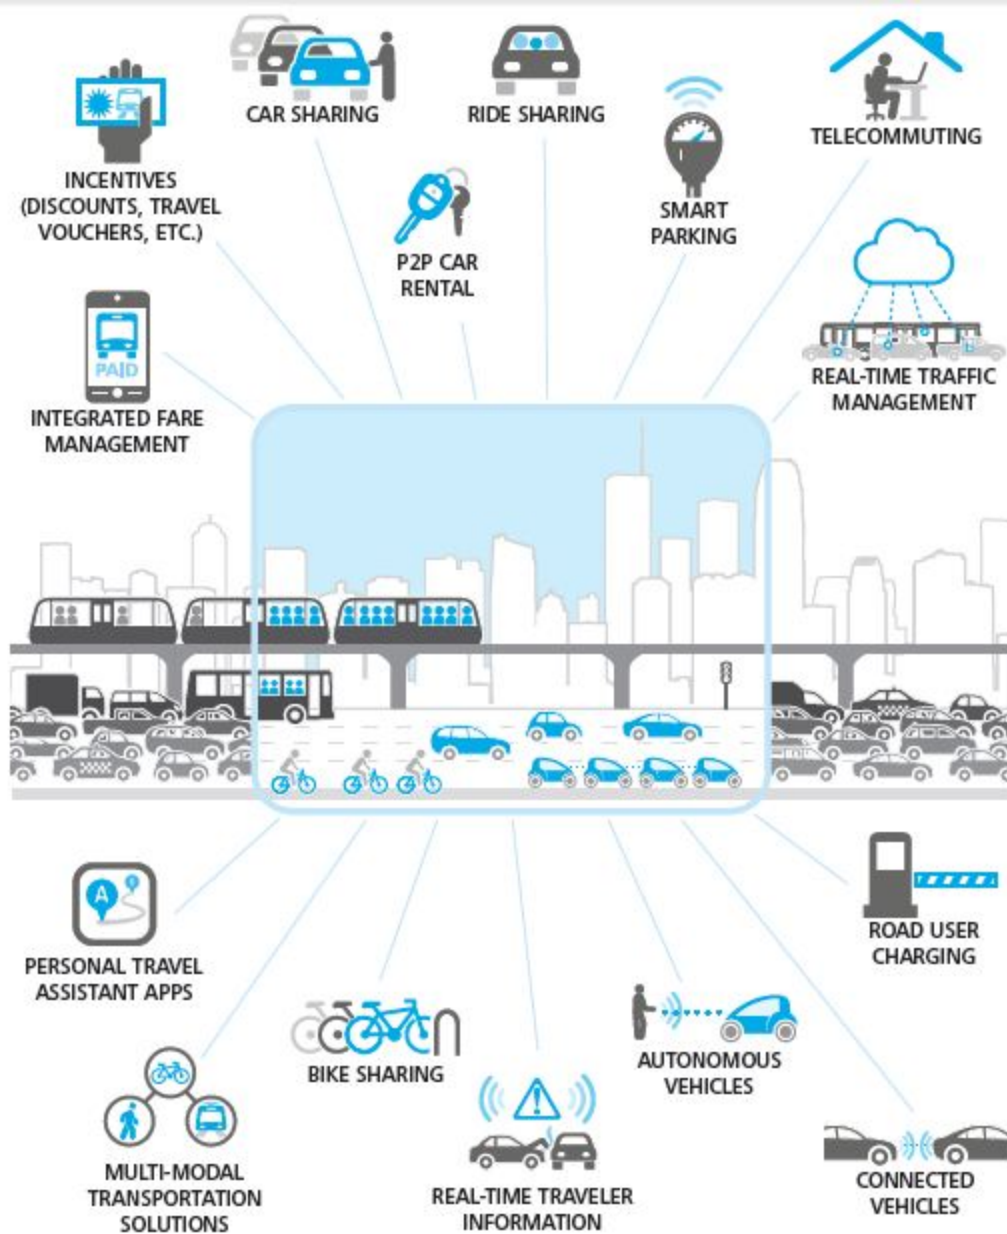 CAR SHARING
RIDE SHARING
TELECOMMUTING
INCENTIVES
(DISCOUNTS, TRAVEL
VOUCHERS, ETC.)
P2P CAR
RENTAL
SMART
PARKING
PAID
INTEGRATED FARE
MANAGEMENT
REAL-TIME TRAFFIC
MANAGEMENT
A
PERSONAL TRAVEL
ASSISTANT APPS
ROAD USER
CHARGING
BIKE SHARING
AUTONOMOUS
VEHICLES
MULTI-MODAL
TRANSPORTATION
SOLUTIONS
REAL-TIME TRAVELER
INFORMATION
CONNECTED
VEHICLES